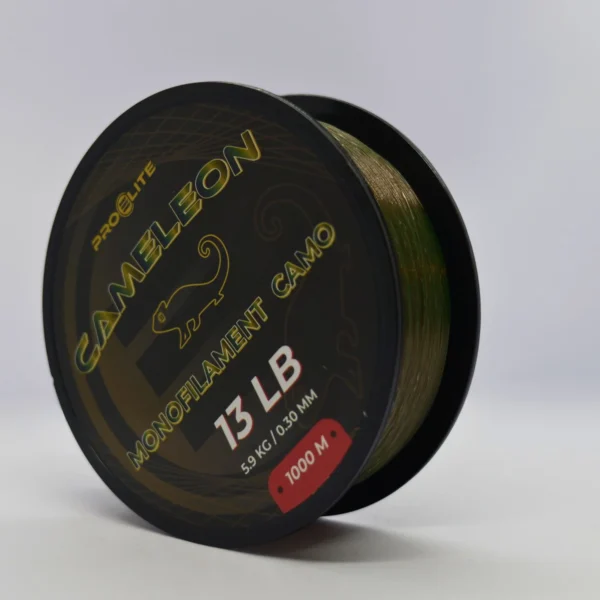 PROELITE
CAMELEON
MONOFILAMENT CAMO
13 LB
5.9 KG / 0.30 MM
1000 M